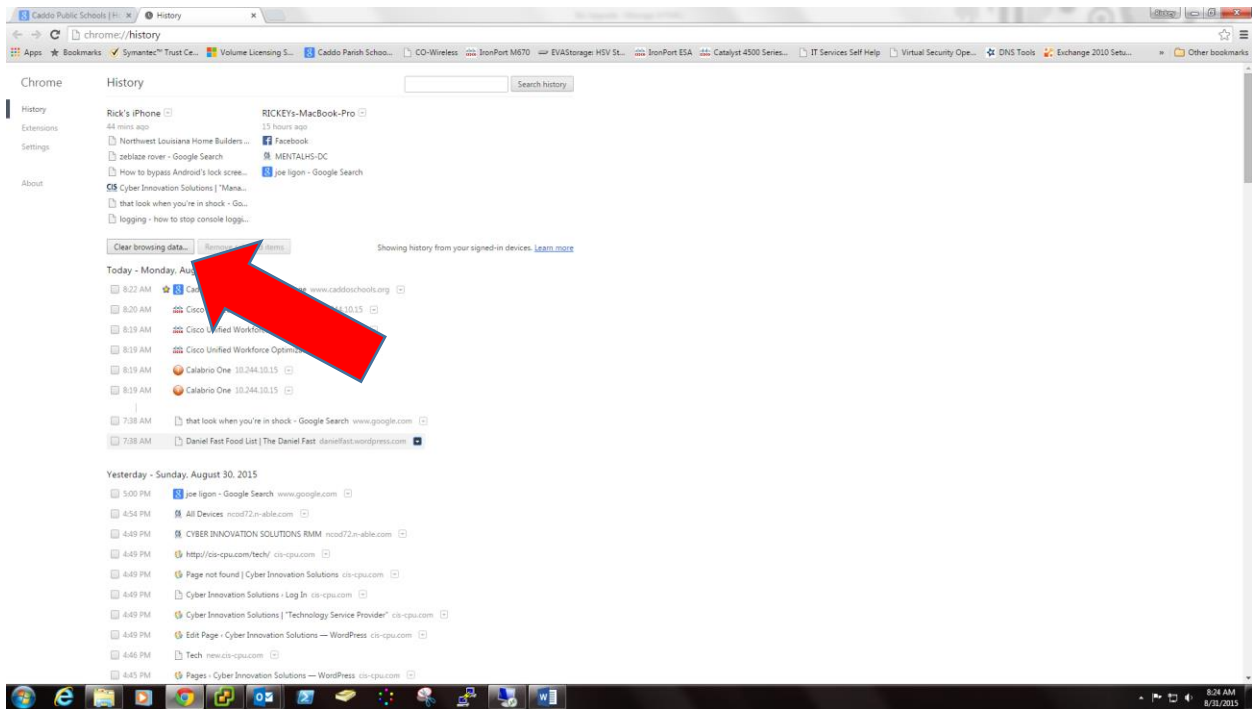 Caddo Public Schools | H
History
chrome://history
Apps Bookmarks Symantec™ Trust Ce... Volume Licensing S... Caddo Parish Schoo... CO-Wireless IronPort M670 EVAStorage: HSV St... IronPort ESA Catalyst 4500 Series... IT Services Self Help Virtual Security Ope... DNS Tools Exchange 2010 Setu... » Other bookmarks
Chrome
History
Extensions
Settings
About
History
Search history
Rick's iPhone
44 mins ago
Northwest Louisiana Home Builders ...
zeblaze rover - Google Search
How to bypass Android's lock scree...
CIS Cyber Innovation Solutions | "Mana...
that look when you're in shock - Go...
logging - how to stop console loggi...
RICKEYs-MacBook-Pro
15 hours ago
Facebook
MENTALHS-DC
joe ligon - Google Search
Clear browsing data... items
Showing history from your signed-in devices. Learn more
Today - Monday, Aug
8:22 AM www.caddoschools.org
8:20 AM Cisco
8:19 AM Cisco Unified
8:19 AM Cisco Unified Workforce
8:19 AM Calabrio One 10.244.10.15
8:19 AM Calabrio One 10.244.10.15
7:38 AM that look when you're in shock - Google Search www.google.com
7:38 AM Daniel Fast Food List | The Daniel Fast danielfast.wordpress.com
Yesterday - Sunday, August 30, 2015
5:00 PM joe ligon - Google Search www.google.com
4:54 PM All Devices ncod72.n-able.com
4:49 PM CYBER INNOVATION SOLUTIONS RMM ncod72.n-able.com
4:49 PM http://cis-cpu.com/tech/ cis-cpu.com
4:49 PM Page not found | Cyber Innovation Solutions cis-cpu.com
4:49 PM Cyber Innovation Solutions › Log In cis-cpu.com
4:49 PM Cyber Innovation Solutions | "Technology Service Provider" cis-cpu.com
4:49 PM Edit Page ‹ Cyber Innovation Solutions — WordPress cis-cpu.com
4:46 PM Tech new.cis-cpu.com
4:45 PM Pages ‹ Cyber Innovation Solutions — WordPress cis-cpu.com
8:24 AM
8/31/2015